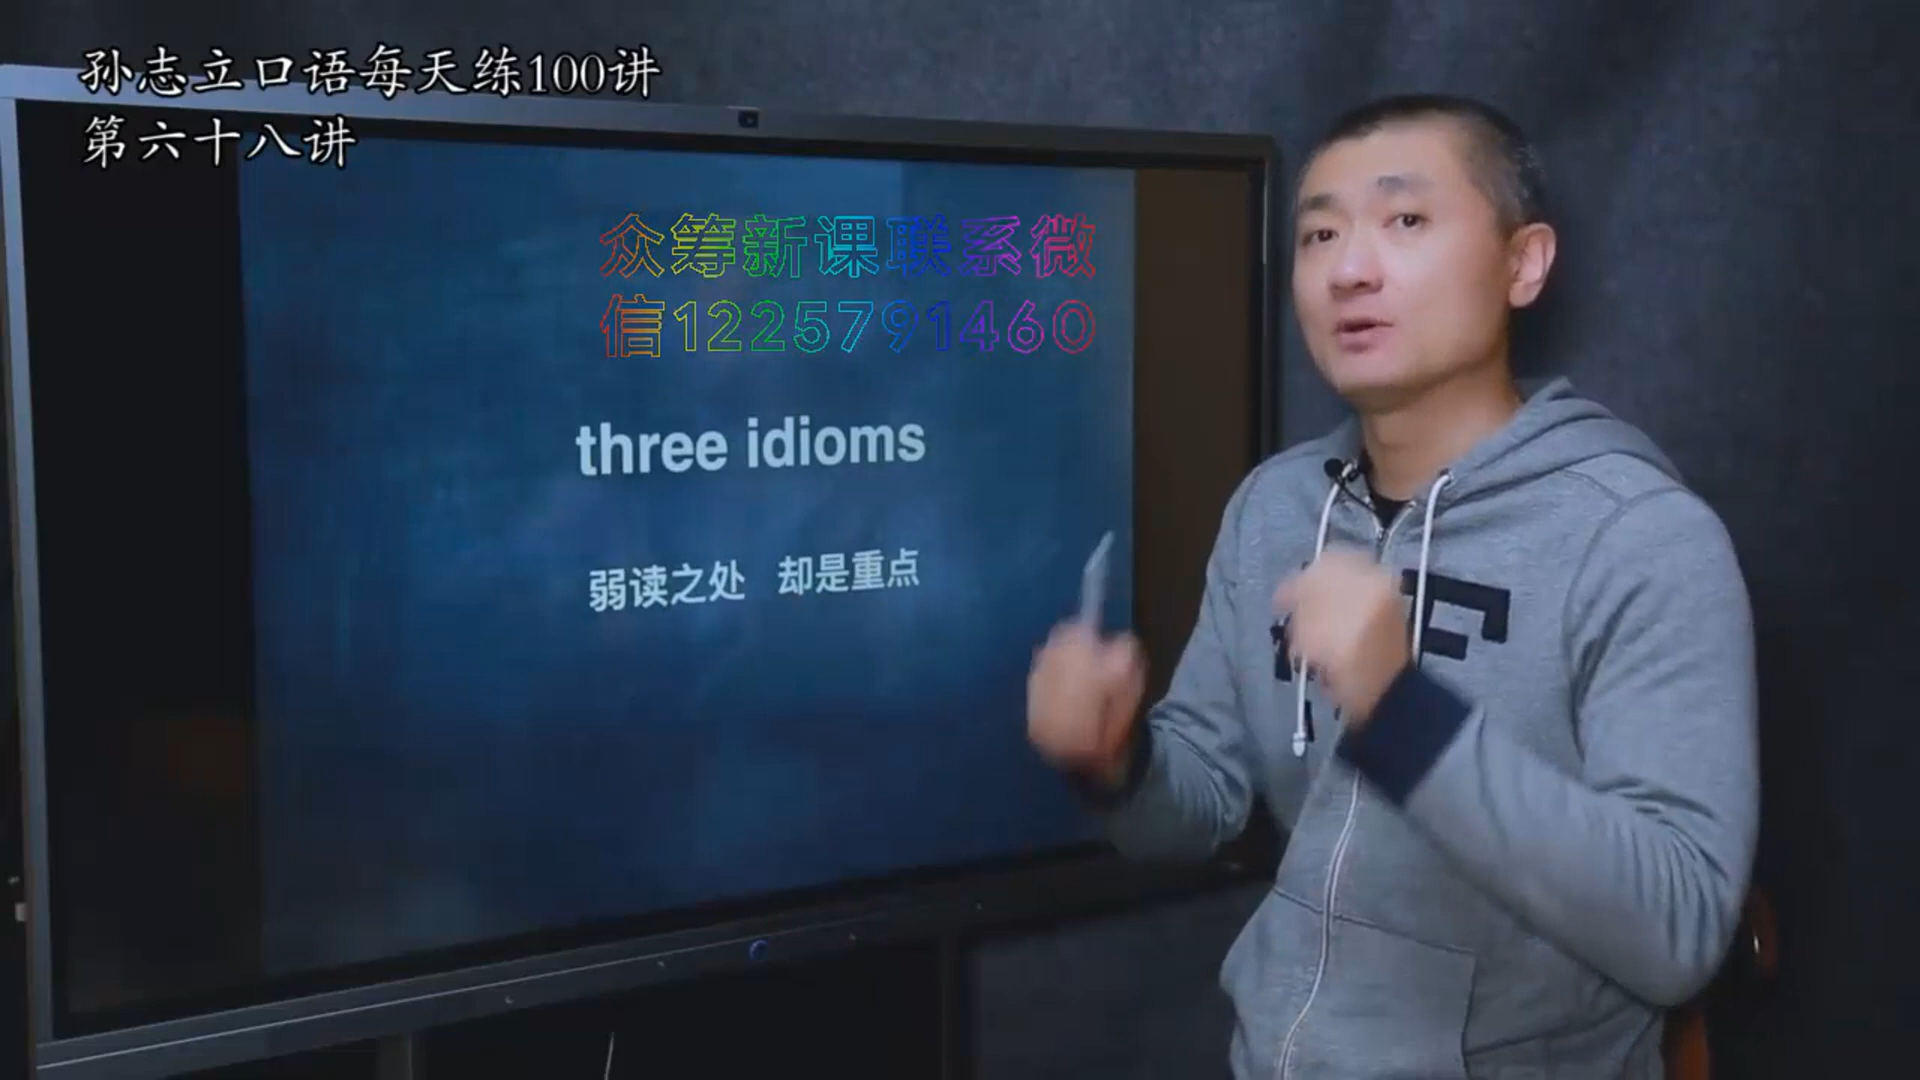 孙志立口语每天练100讲
第六十八讲
众筹新课联系微
信1225791460
three idioms
弱读之处 却是重点